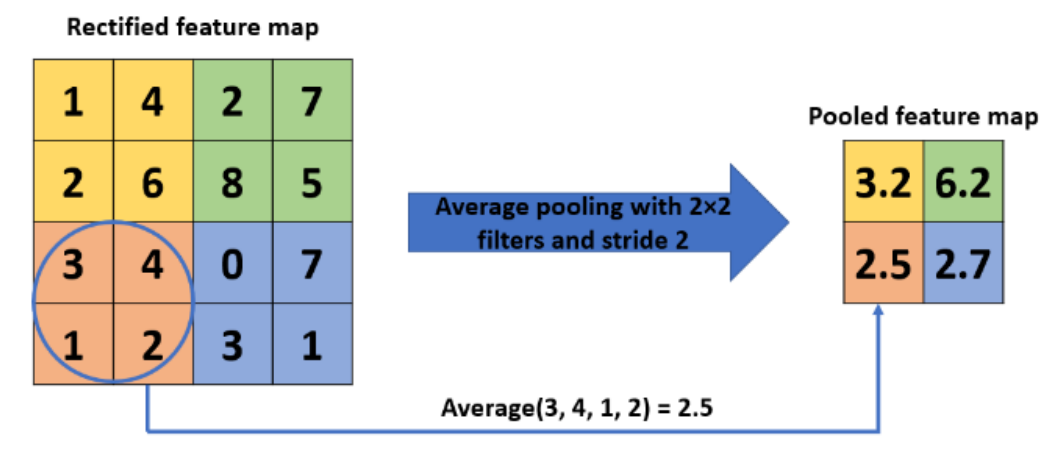 Rectified feature map
1 4 2 7
2 6 8 5
3 4 0 7
1 2 3 1
Average pooling with 2×2
filters and stride 2
Pooled feature map
3.2 6.2
2.5 2.7
Average(3, 4, 1, 2) = 2.5